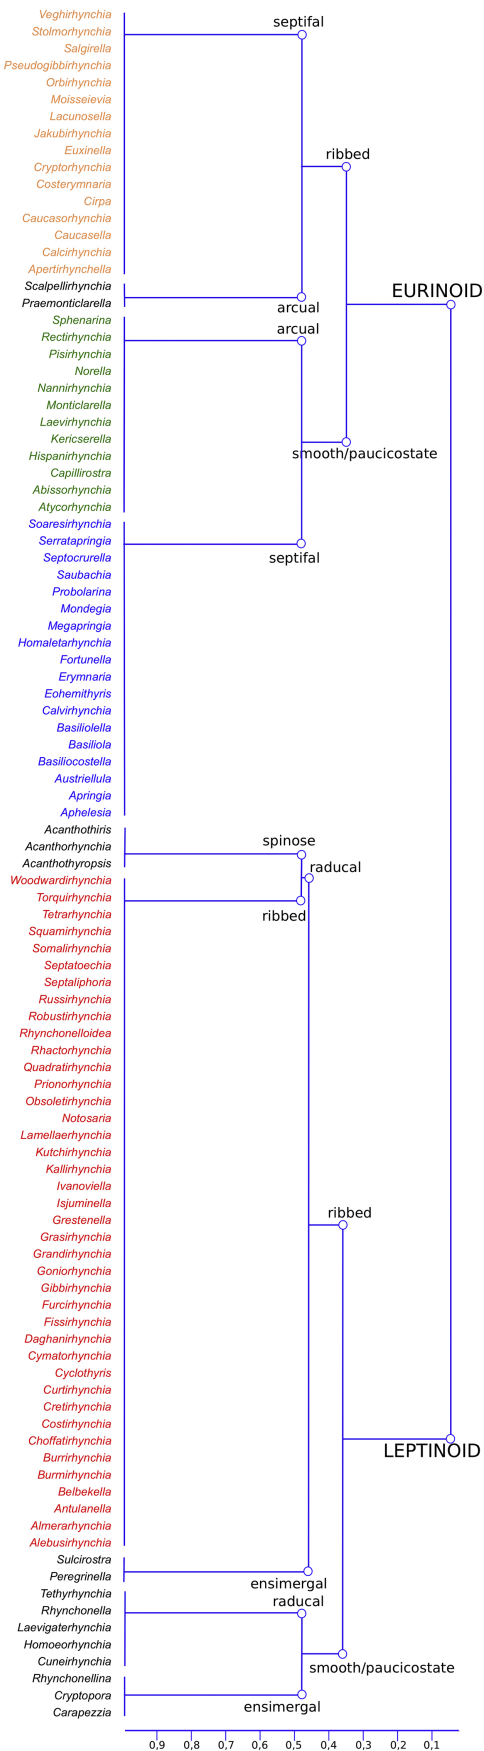 Veghirhynchia
septifal
Stolmorhynchia
Salgirella
Pseudogibbirhynchia
Orbirhynchia
Moisseievia
Lacunosella
Jakubirhynchia
Euxinella
ribbed
Cryptorhynchia
Costerymnaria
Cirpa
Caucasorhynchia
Caucasella
Calcirhynchia
Apertirhynchella
Scalpellirhynchia
EURINOID
Praemonticlarella
arcual
Sphenarina
arcual
Rectirhynchia
Pisirhynchia
Norella
Nannirhynchia
Monticlarella
Laevirhynchia
Kericserella
smooth/paucicostate
Hispanirhynchia
Capillirostra
Abissorhynchia
Atycorhynchia
Soaresirhynchia
Serratapringia
septifal
Septocrurella
Saubachia
Probolarina
Mondegia
Megapringia
Homaletarhynchia
Fortunella
Erymnaria
Eohemithyris
Calvirhynchia
Basiliolella
Basiliola
Basiliocostella
Austriellula
Apringia
Aphelesia
Acanthothiris
spinose
Acanthorhynchia
Acanthothyropsis
raducal
Woodwardirhynchia
Torquirhynchia
ribbed
Tetrarhynchia
Squamirhynchia
Somalirhynchia
Septatoechia
Septaliphoria
Russirhynchia
Robustirhynchia
Rhynchonelloidea
Rhactorhynchia
Quadratirhynchia
Prionorhynchia
Obsoletirhynchia
Notosaria
Lamellaerhynchia
Kutchirhynchia
Kallirhynchia
Ivanoviella
Isjuminella
ribbed
Grestenella
Grasirhynchia
Grandirhynchia
Goniorhynchia
Gibbirhynchia
Furcirhynchia
Fissirhynchia
Daghanirhynchia
Cymatorhynchia
Cyclothyris
Curtirhynchia
Cretirhynchia
Costirhynchia
Choffatirhynchia
LEPTINOID
Burrirhynchia
Burmirhynchia
Belbekella
Antulanella
Almerarhynchia
Alebusirhynchia
Sulcirostra
Peregrinella
ensimergal
Tethyrhynchia
raducal
Rhynchonella
Laevigaterhynchia
Homoeorhynchia
Cuneirhynchia
smooth/paucicostate
Rhynchonellina
Cryptopora
ensimergal
Carapezzia
0,9 0,8 0,7 0,6 0,5 0,4 0,3 0,2 0,1